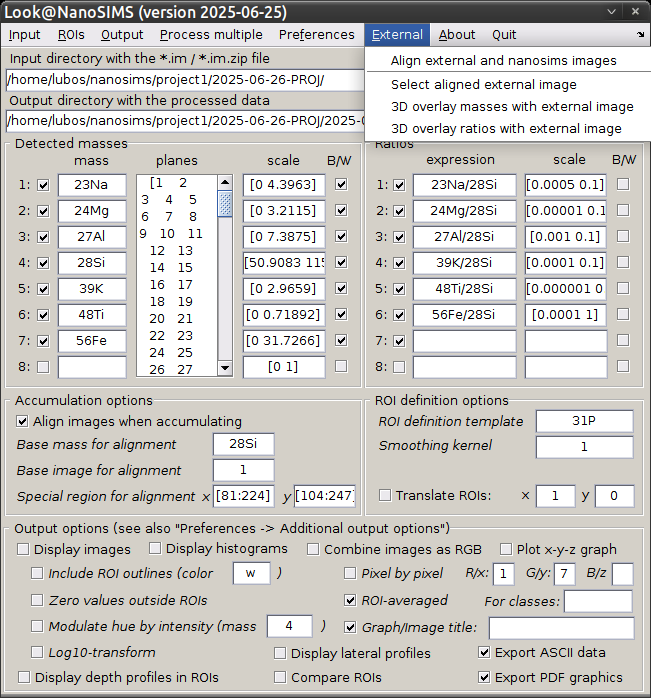 Look@NanoSIMS (version 2025-06-25)
Input ROIs Output Process multiple Preferences External About Quit
Align external and nanosims images
Select aligned external image
3D overlay masses with external image
3D overlay ratios with external image
Input directory with the *.im / *.im.zip file
/home/lubos/nanosims/project1/2025-06-26-PROJ/
Output directory with the processed data
/home/lubos/nanosims/project1/2025-06-26-PROJ/2025-0
Detected masses Ratios
mass planes scale B/W expression scale B/W
1: 23Na [1 2 [0 4.3963] 1: 23Na/28Si [0.0005 0.1]
2: 24Mg 3 4 5 [0 3.2115] 2: 24Mg/28Si [0.00001 0.1
6 7 8
3: 27Al 9 10 11 [0 7.3875] 3: 27Al/28Si [0.001 0.1]
12 13
4: 28Si 14 15 [50.9083 115 4: 39K/28Si [0.0001 0.1]
16 17
5: 39K 18 19 [0 2.9659] 5: 48Ti/28Si [0.000001 0
6: 48Ti 20 21 [0 0.71892] 6: 56Fe/28Si [0.0001 1]
22 23
7: 56Fe 24 25 [0 31.7266] 7:
8: 26 27 [0 1] 8:
Accumulation options ROI definition options
Align images when accumulating ROI definition template 31P
Base mass for alignment 28Si Smoothing kernel 1
Base image for alignment 1
Special region for alignment x [81:224] y [104:247] Translate ROIs: x 1 y 0
Output options (see also "Preferences -> Additional output options")
Display images Display histograms Combine images as RGB Plot x-y-z graph
Include ROI outlines (color w ) Pixel by pixel R/x: 1 G/y: 7 B/z
Zero values outside ROIs ROI-averaged For classes:
Modulate hue by intensity (mass 4 ) Graph/Image title:
Log10-transform Display lateral profiles Export ASCII data
Display depth profiles in ROIs Compare ROIs Export PDF graphics